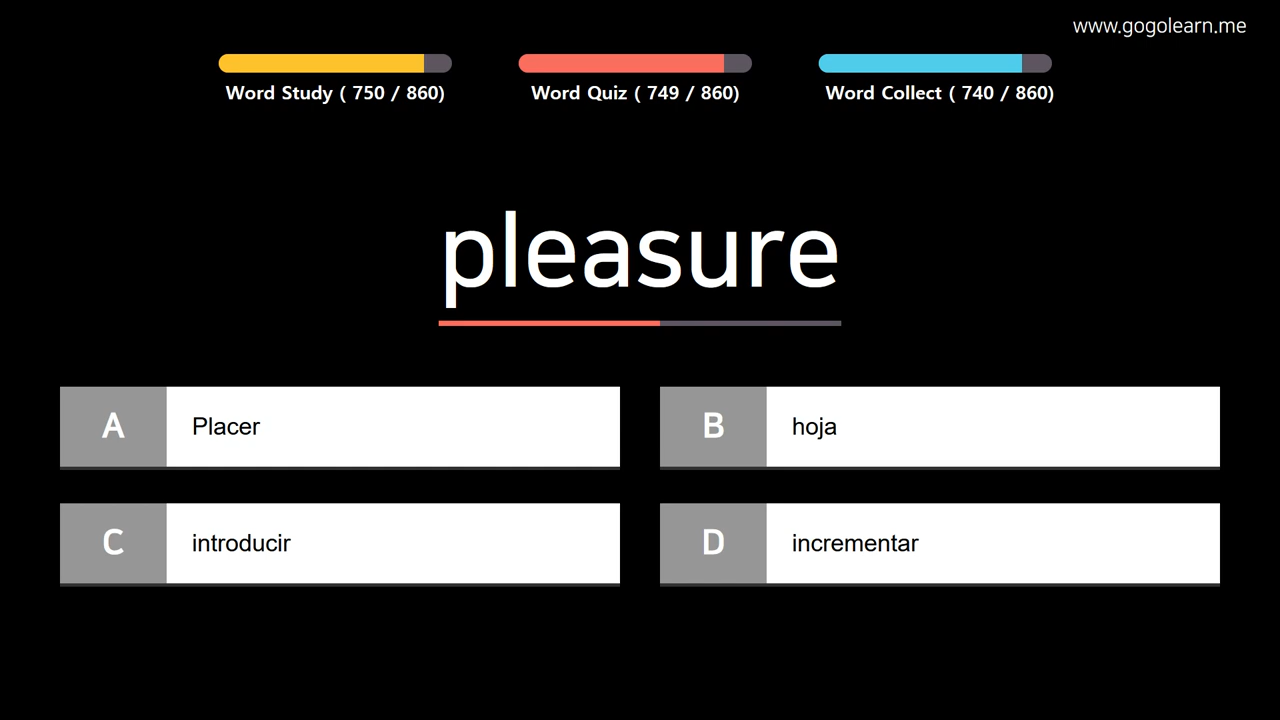 www.gogolearn.me
Word Study ( 750 / 860)
Word Quiz ( 749 / 860)
Word Collect ( 740 / 860)
pleasure
A Placer
B hoja
C introducir
D incrementar